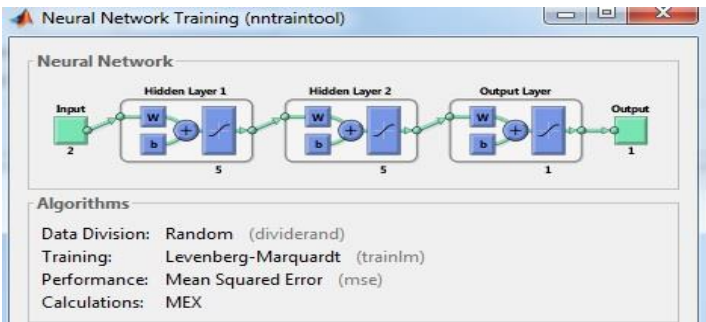 Neural Network Training (nntraintool)
Neural Network
Hidden Layer 1 Hidden Layer 2 Output Layer
Input Output
W W W
b b b
+ + +
2 5 5 1 1
Algorithms
Data Division: Random (dividerand)
Training: Levenberg-Marquardt (trainlm)
Performance: Mean Squared Error (mse)
Calculations: MEX